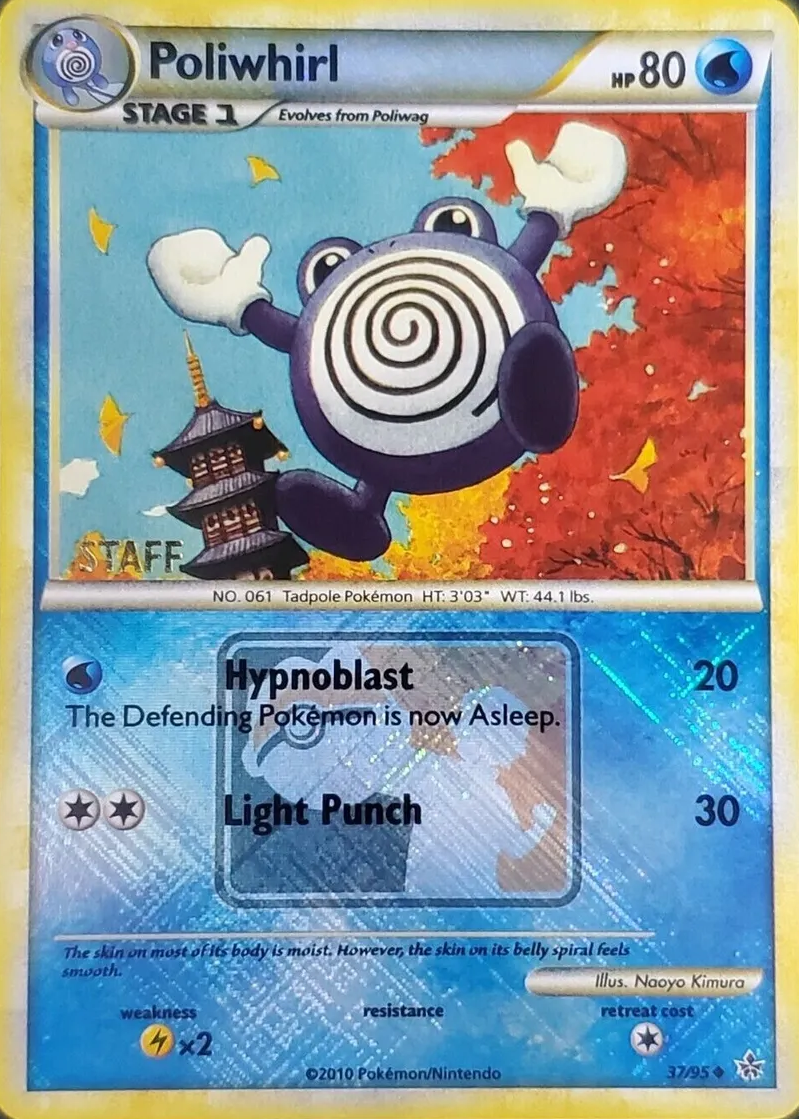 Poliwhirl
HP 80
STAGE 1
Evolves from Poliwag
STAFF
NO. 061 Tadpole Pokémon HT: 3'03" WT: 44.1 lbs.
Hypnoblast 20
The Defending Pokémon is now Asleep.
Light Punch 30
The skin on most of its body is moist. However, the skin on its belly spiral feels
smooth.
Illus. Naoyo Kimura
weakness resistance retreat cost
x2
©2010 Pokémon/Nintendo 37/95